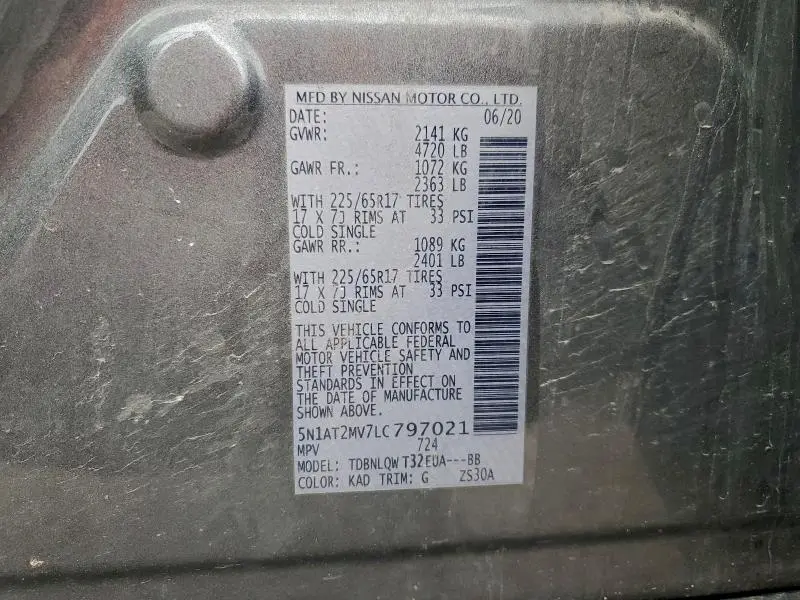 MFD BY NISSAN MOTOR CO., LTD.
DATE: 06/20
GVWR: 2141 KG
4720 LB
GAWR FR.: 1072 KG
2363 LB
WITH 225/65R17 TIRES
17 X 7J RIMS AT 33 PSI
COLD SINGLE
GAWR RR.: 1089 KG
2401 LB
WITH 225/65R17 TIRES
17 X 7J RIMS AT 33 PSI
COLD SINGLE
THIS VEHICLE CONFORMS TO
ALL APPLICABLE FEDERAL
MOTOR VEHICLE SAFETY AND
THEFT PREVENTION
STANDARDS IN EFFECT ON
THE DATE OF MANUFACTURE
SHOWN ABOVE.
5N1AT2MV7LC797021
MPV 724
MODEL: TDBNLQW T32EUA---BB
COLOR: KAD TRIM: G ZS30A